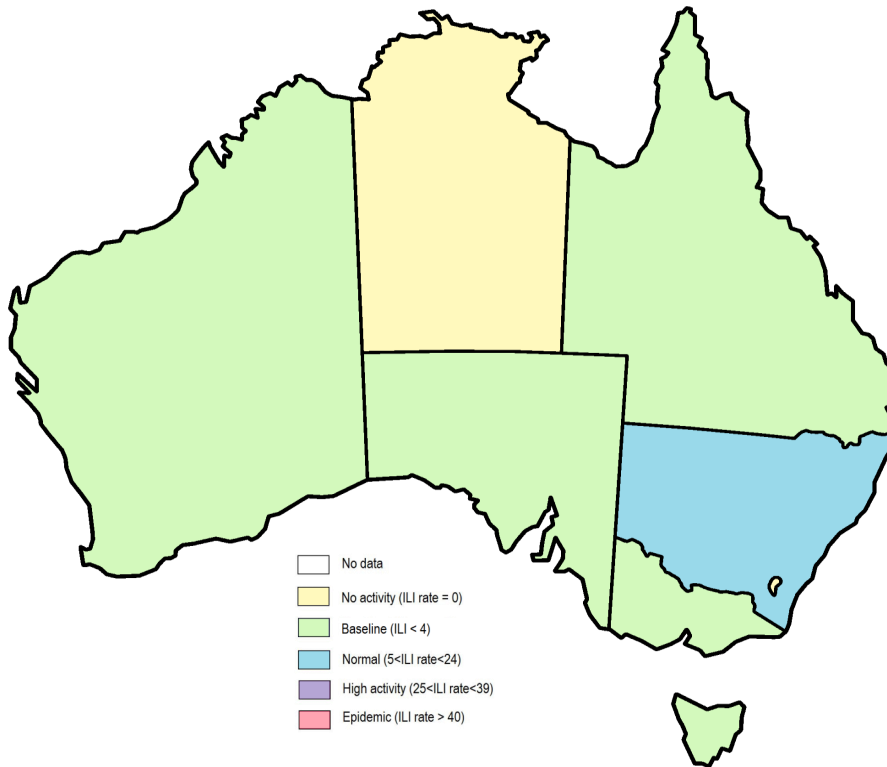 No data
No activity (ILI rate = 0)
Baseline (ILI < 4)
Normal (5<ILI rate<24)
High activity (25<ILI rate<39)
Epidemic (ILI rate > 40)